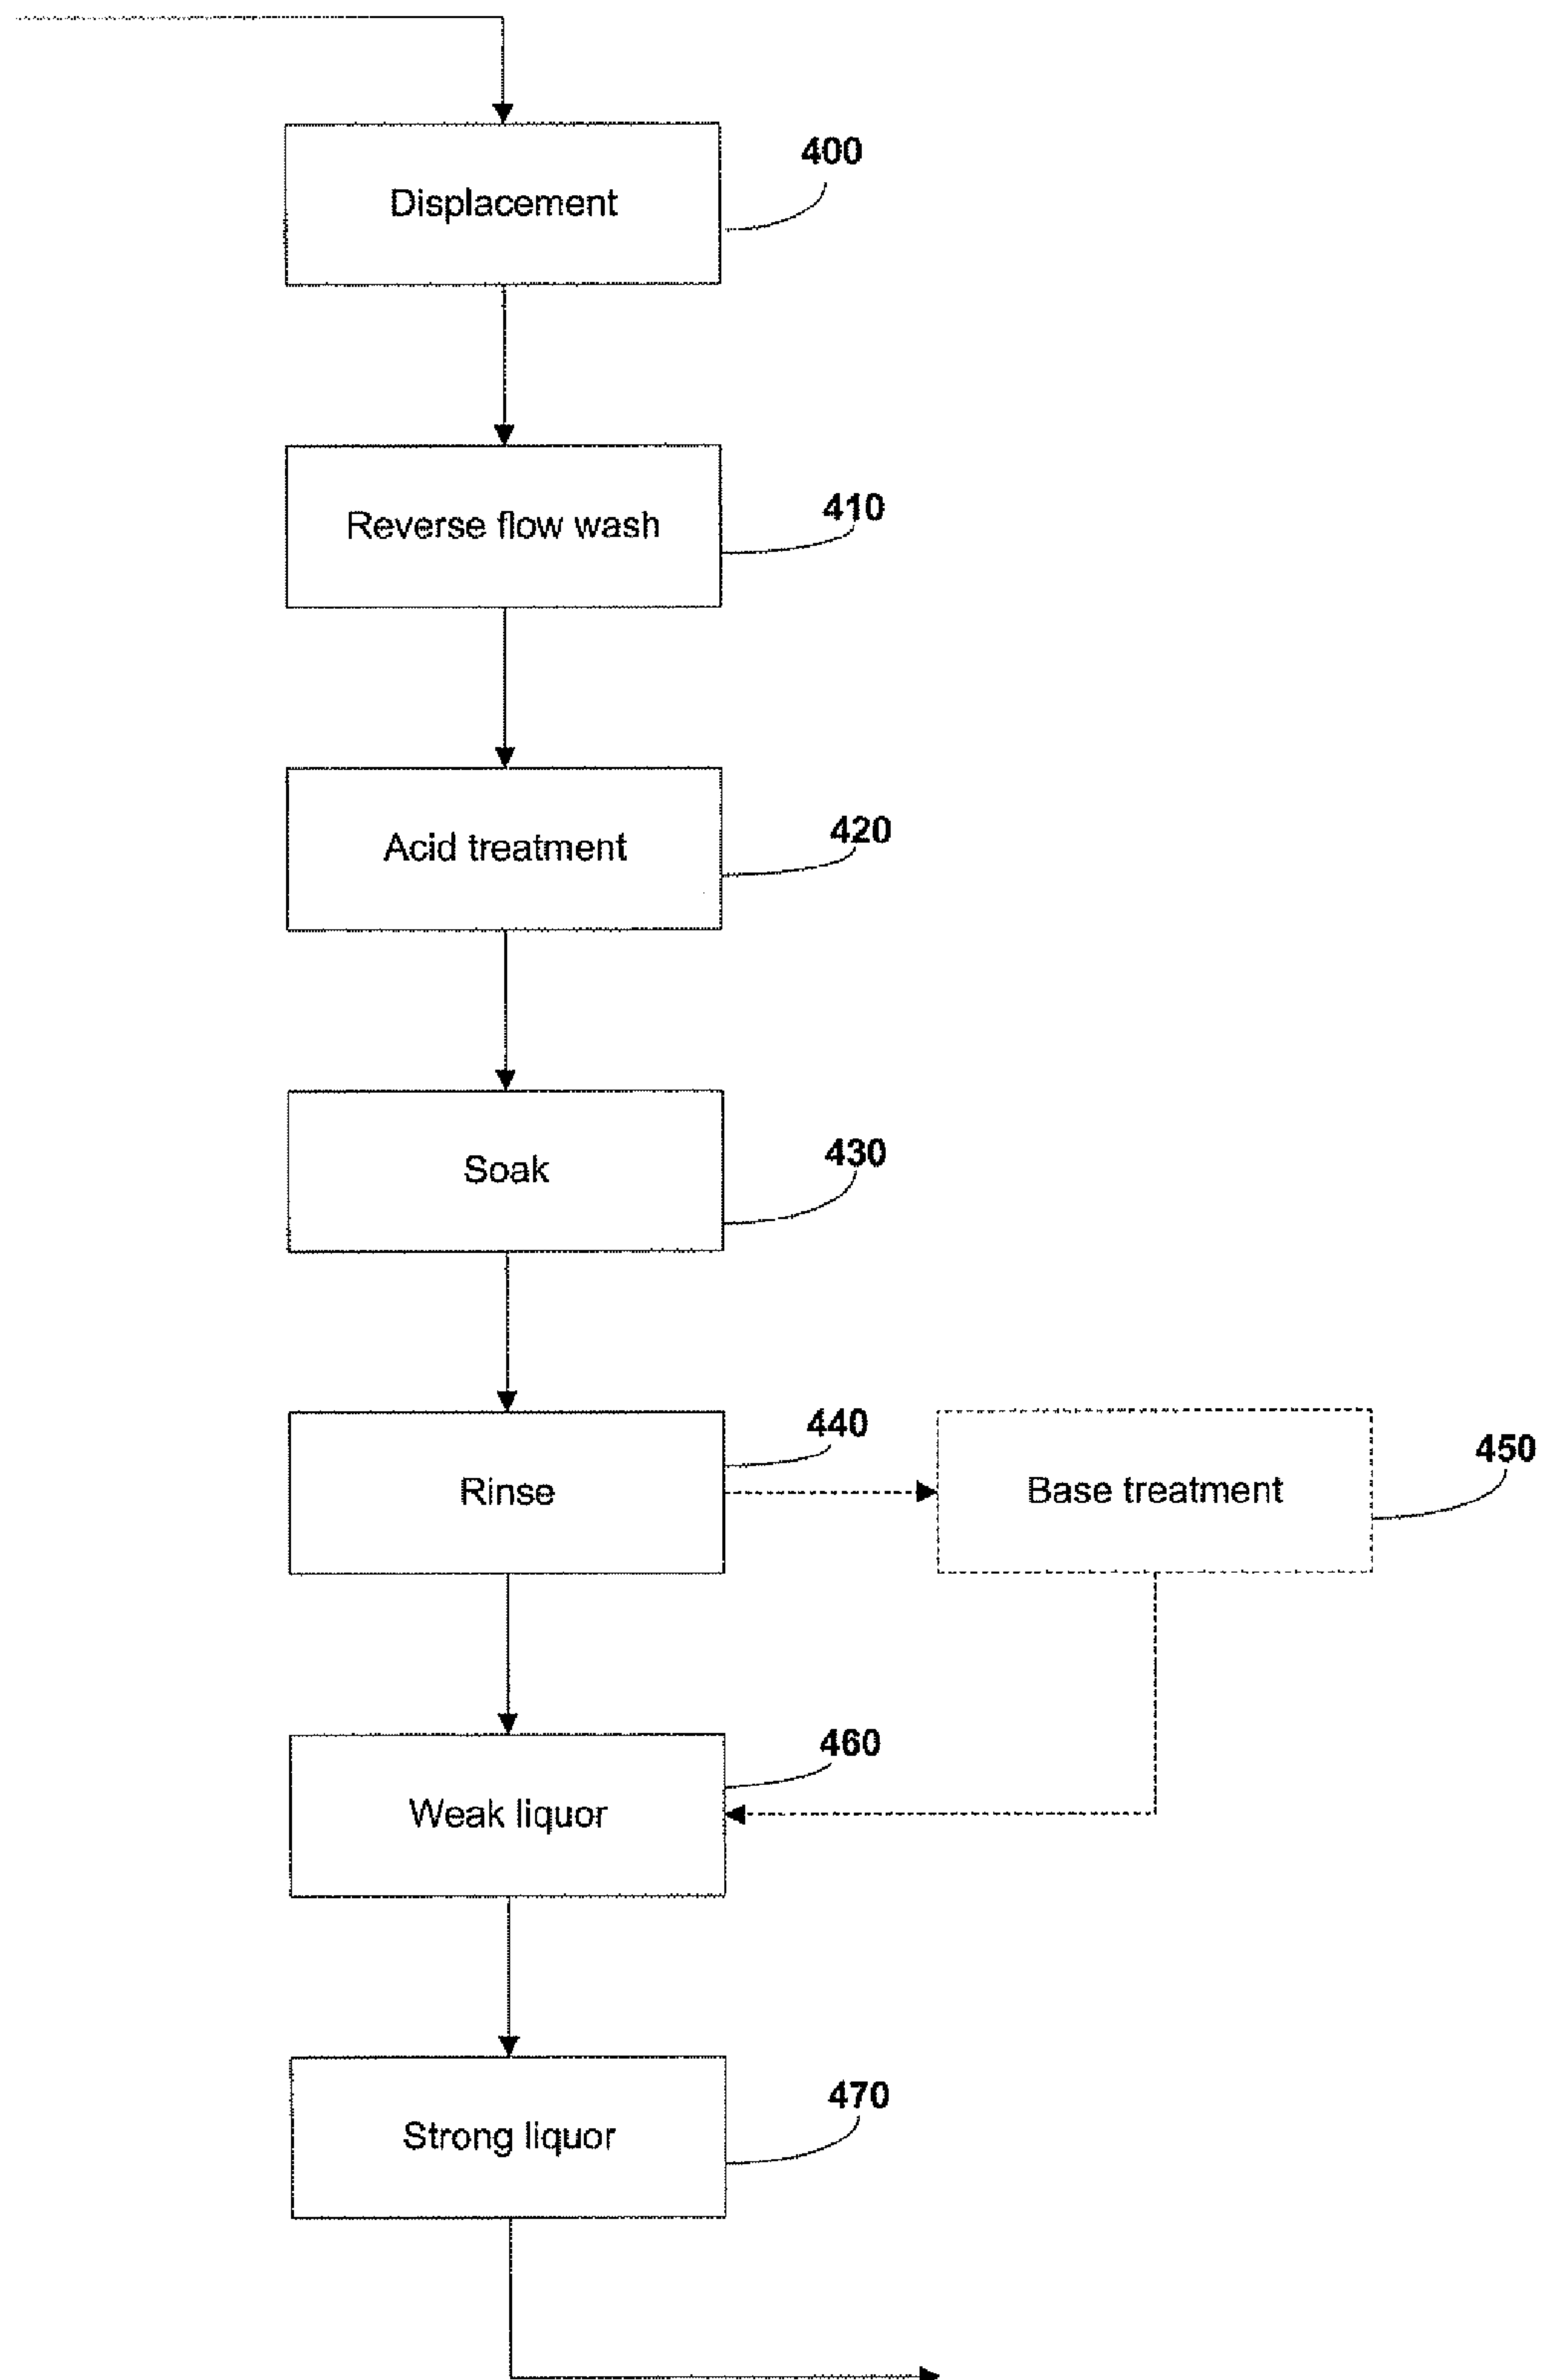 400
Displacement
410
Reverse flow wash
420
Acid treatment
430
Soak
440
450
Rinse
Base treatment
460
Weak liquor
470
Strong liquor